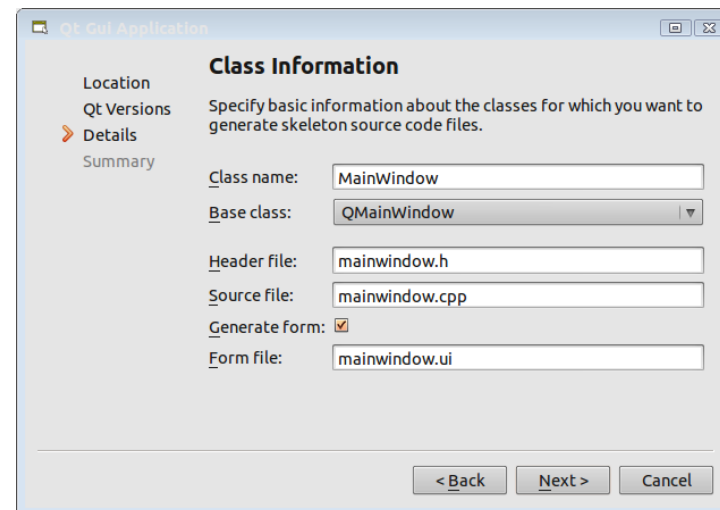 Qt Gui Application
Class Information
Location
Qt Versions
Details
Summary
Specify basic information about the classes for which you want to
generate skeleton source code files.
Class name: MainWindow
Base class: QMainWindow
Header file: mainwindow.h
Source file: mainwindow.cpp
Generate form:
Form file: mainwindow.ui
< Back Next > Cancel